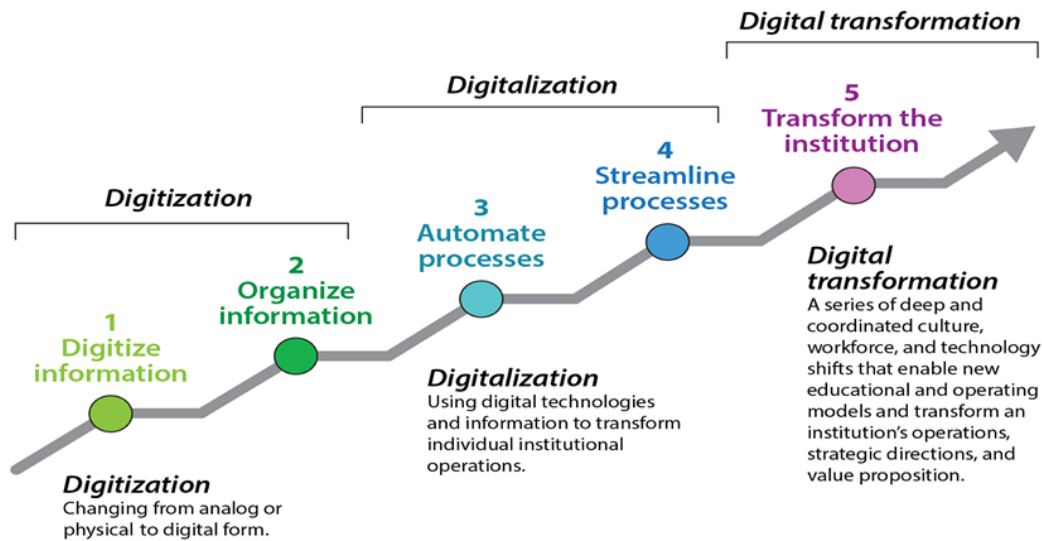 Digital transformation
Digitalization
Digitization
1
Digitize
information
2
Organize
information
3
Automate
processes
4
Streamline
processes
5
Transform the
institution
Digitization
Changing from analog or
physical to digital form.
Digitalization
Using digital technologies
and information to transform
individual institutional
operations.
Digital
transformation
A series of deep and
coordinated culture,
workforce, and technology
shifts that enable new
educational and operating
models and transform an
institution’s operations,
strategic directions, and
value proposition.